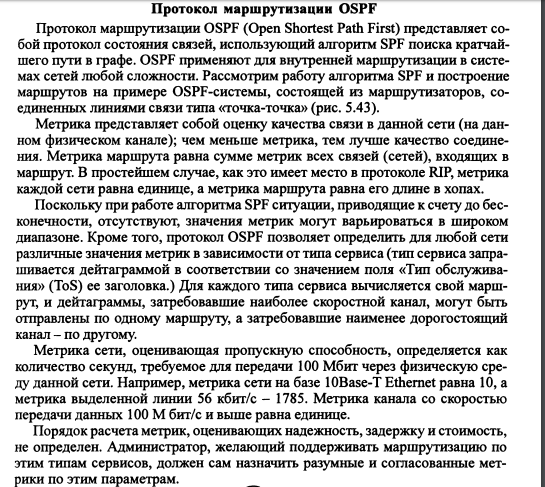 Протокол маршрутизации OSPF
Протокол маршрутизации OSPF (Open Shortest Path First) представляет со-
бой протокол состояния связей, использующий алгоритм SPF поиска кратчай-
шего пути в графе. OSPF применяют для внутренней маршрутизации в систе-
мах сетей любой сложности. Рассмотрим работу алгоритма SPF и построение
маршрутов на примере OSPF-системы, состоящей из маршрутизаторов, со-
единенных линиями связи типа «точка-точка» (рис. 5.43).
Метрика представляет собой оценку качества связи в данной сети (на дан-
ном физическом канале); чем меньше метрика, тем лучше качество соедине-
ния. Метрика маршрута равна сумме метрик всех связей (сетей), входящих в
маршрут. В простейшем случае, как это имеет место в протоколе RIP, метрика
каждой сети равна единице, а метрика маршрута равна его длине в хопах.
Поскольку при работе алгоритма SPF ситуации, приводящие к счету до бес-
конечности, отсутствуют, значения метрик могут варьироваться в широком
диапазоне. Кроме того, протокол OSPF позволяет определить для любой сети
различные значения метрик в зависимости от типа сервиса (тип сервиса запра-
шивается дейтаграммой в соответствии со значением поля «Тип обслужива-
ния» (ToS) ее заголовка.) Для каждого типа сервиса вычисляется свой марш-
рут, и дейтаграммы, затребовавшие наиболее скоростной канал, могут быть
отправлены по одному маршруту, а затребовавшие наименее дорогостоящий
канал – по другому.
Метрика сети, оценивающая пропускную способность, определяется как
количество секунд, требуемое для передачи 100 Мбит через физическую сре-
ду данной сети. Например, метрика сети на базе 10Base-T Ethernet равна 10, а
метрика выделенной линии 56 кбит/с – 1785. Метрика канала со скоростью
передачи данных 100 М бит/с и выше равна единице.
Порядок расчета метрик, оценивающих надежность, задержку и стоимость,
не определен. Администратор, желающий поддерживать маршрутизацию по
этим типам сервисов, должен сам назначить разумные и согласованные мет-
рики по этим параметрам.